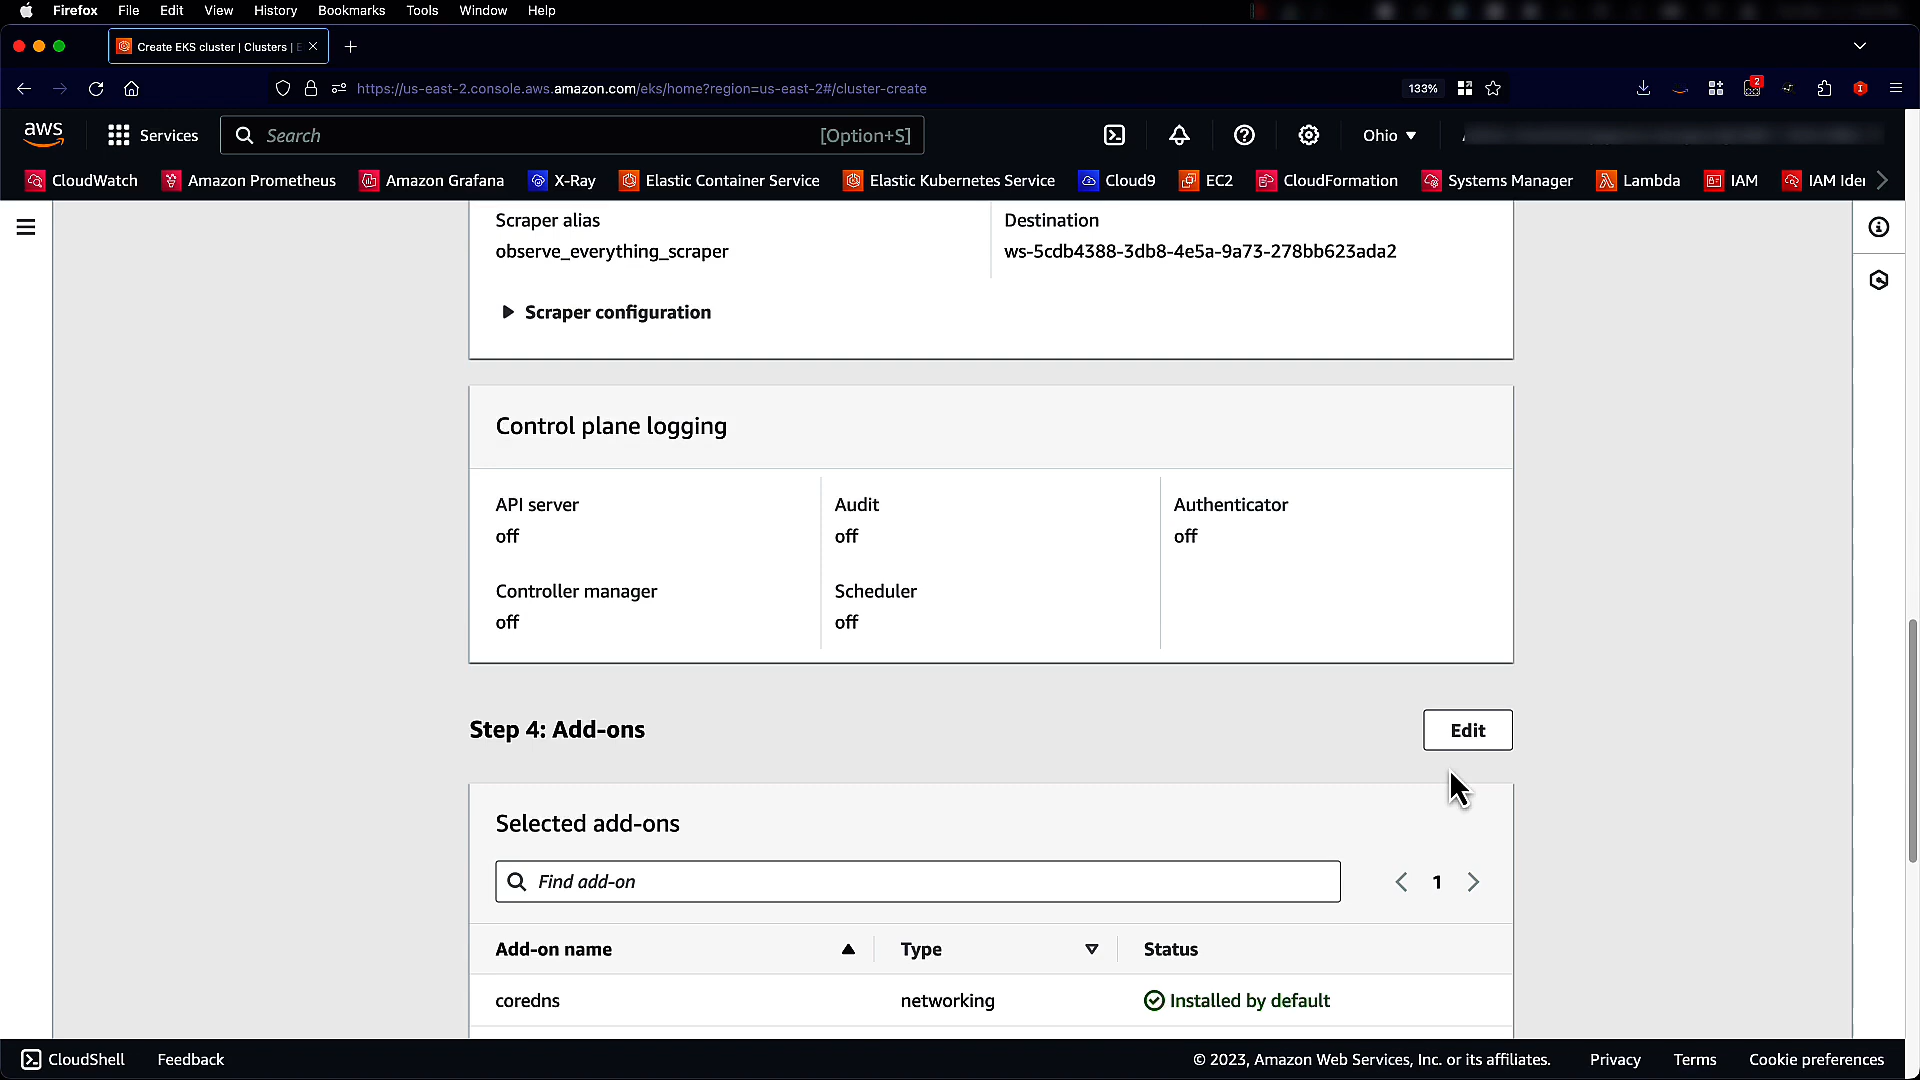 Firefox File Edit View History Bookmarks Tools Window Help
Create EKS cluster | Clusters | E
https://us-east-2.console.aws.amazon.com/eks/home?region=us-east-2#/cluster-create 133% 2
aws Services Search [Option+S] Ohio
CloudWatch Amazon Prometheus Amazon Grafana X-Ray Elastic Container Service Elastic Kubernetes Service Cloud9 EC2 CloudFormation Systems Manager Lambda IAM IAM Ider
Scraper alias Destination
observe_everything_scraper ws-5cdb4388-3db8-4e5a-9a73-278bb623ada2
Scraper configuration
Control plane logging
API server Audit Authenticator
off off off
Controller manager Scheduler
off off
Step 4: Add-ons Edit
Selected add-ons
Find add-on 1
Add-on name Type Status
coredns networking Installed by default
CloudShell Feedback © 2023, Amazon Web Services, Inc. or its affiliates. Privacy Terms Cookie preferences